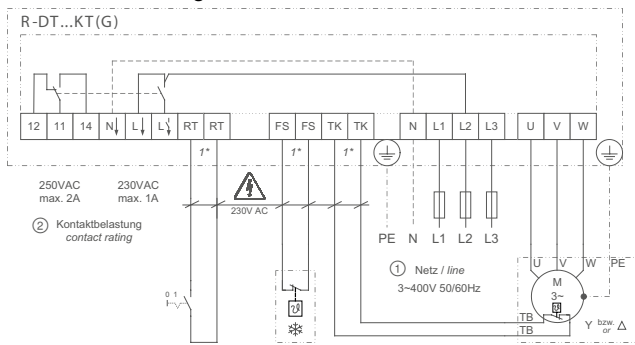 R-DT...KT(G)
12 11 14 N L L RT RT FS FS TK TK N L1 L2 L3 U V W
1* 1* 1*
250VAC 230VAC
max. 2A max. 1A
230V AC
2 Kontaktbelastung
contact rating
PE N L1 L2 L3
1 Netz / line
3~400V 50/60Hz
U V W PE
M
3~
0 1
TB
TB
Y bzw. or Δ